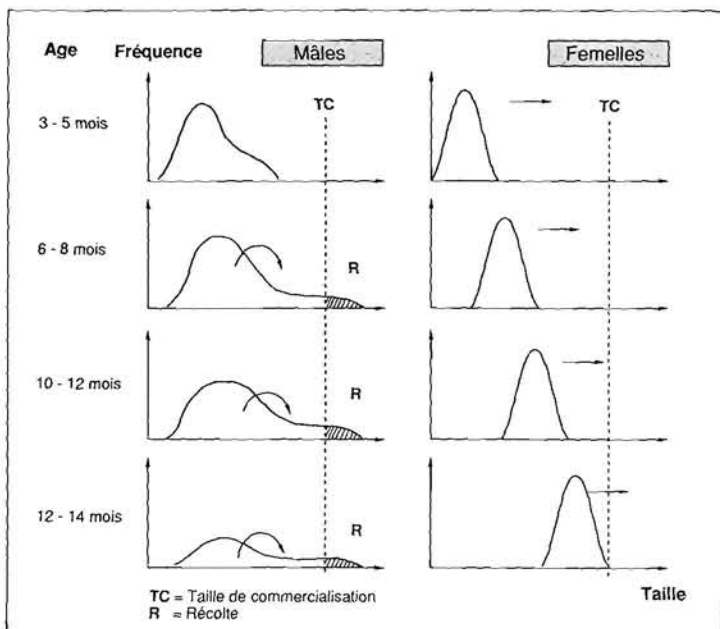 Age Fréquence Mâles Femelles
TC TC
3 - 5 mois
6 - 8 mois
R
10 - 12 mois
R
12 - 14 mois
R
TC = Taille de commercialisation
R = Récolte
Taille